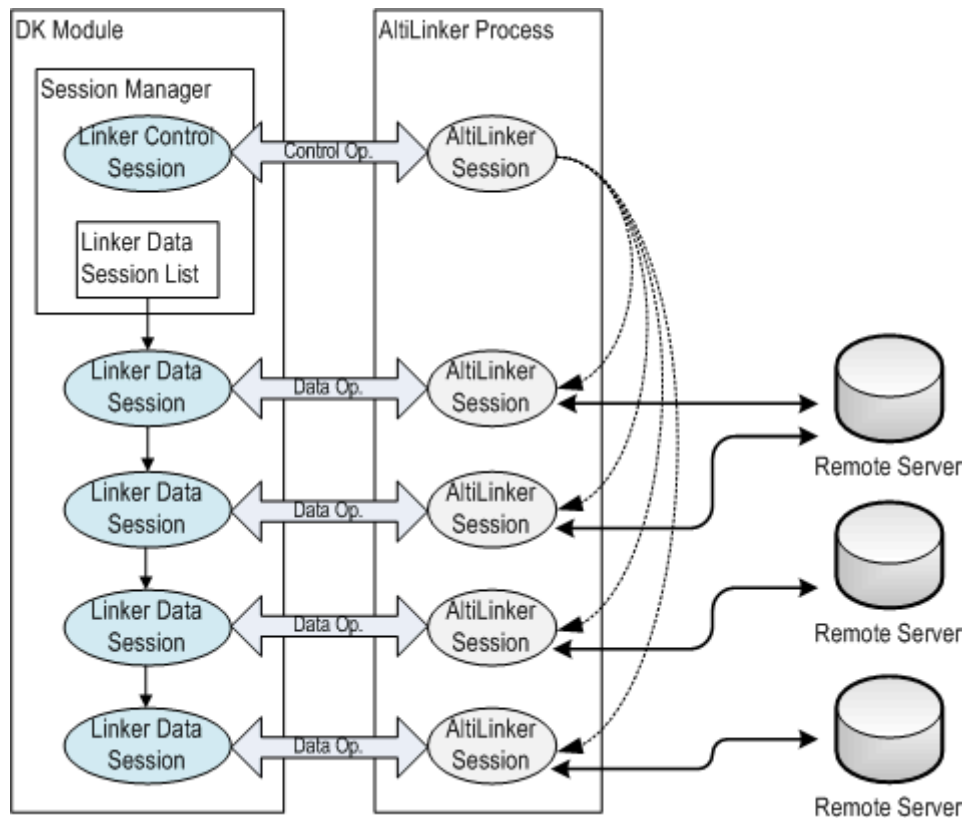 DK Module
AltiLinker Process
Session Manager
Linker Control
Session
Control Op.
AltiLinker
Session
Linker Data
Session List
Linker Data
Session
Data Op.
AltiLinker
Session
Remote Server
Linker Data
Session
Data Op.
AltiLinker
Session
Remote Server
Linker Data
Session
Data Op.
AltiLinker
Session
Linker Data
Session
Data Op.
AltiLinker
Session
Remote Server